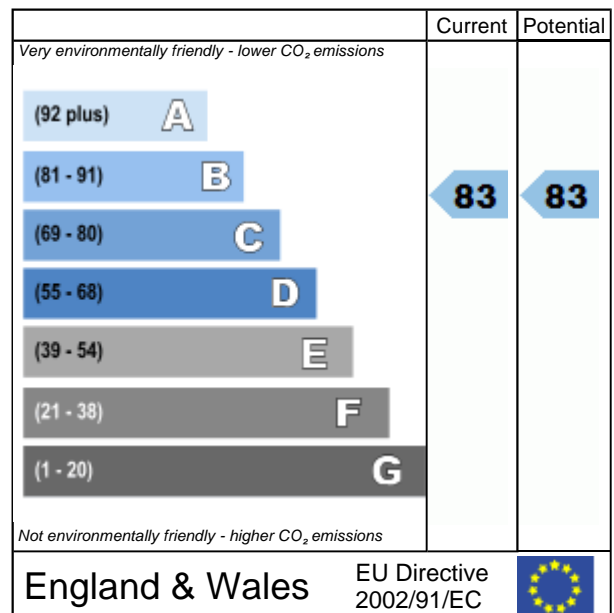 Current Potential
Very environmentally friendly - lower CO₂ emissions
(92 plus) A
(81 - 91) B
83 83
(69 - 80) C
(55 - 68) D
(39 - 54) E
(21 - 38) F
(1 - 20) G
Not environmentally friendly - higher CO₂ emissions
England & Wales
EU Directive
2002/91/EC